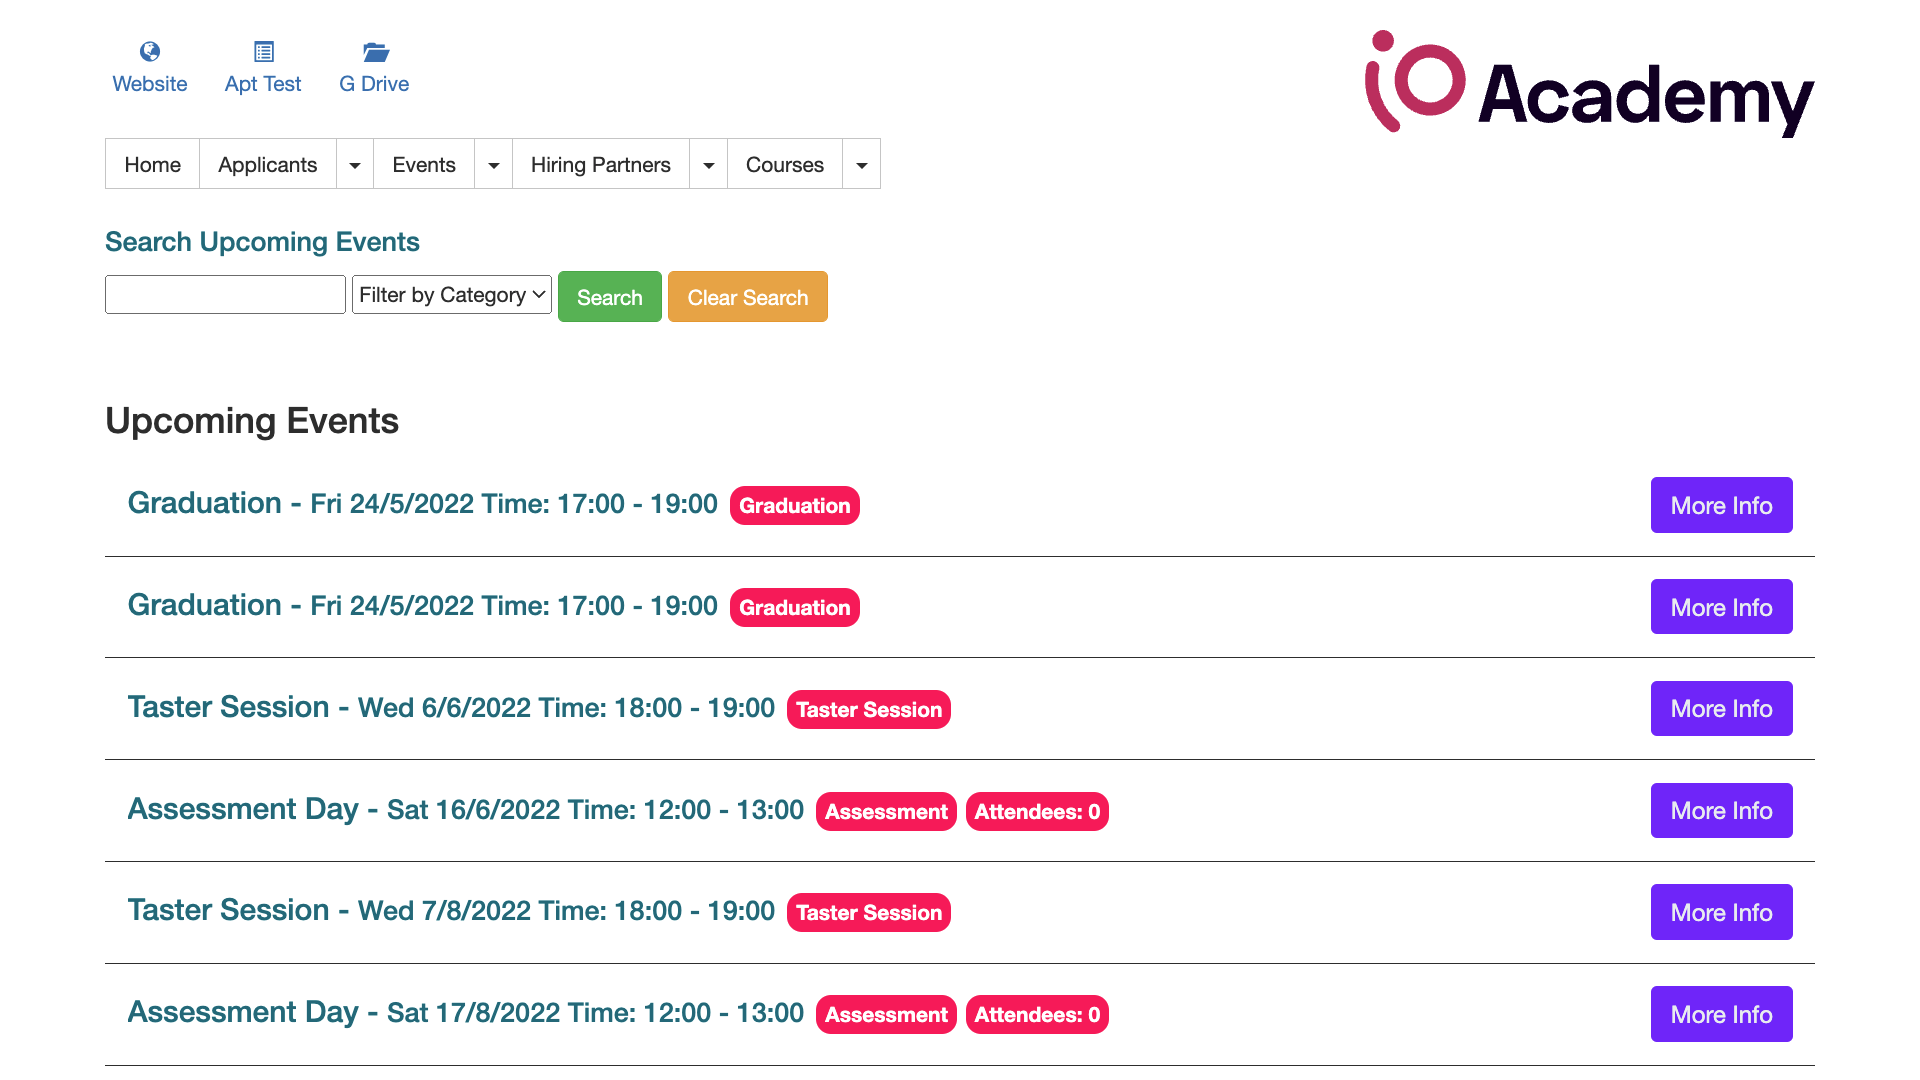 Website Apt Test G Drive
iO Academy
Home Applicants Events Hiring Partners Courses
Search Upcoming Events
Filter by Category Search Clear Search
Upcoming Events
Graduation - Fri 24/5/2022 Time: 17:00 - 19:00 Graduation More Info
Graduation - Fri 24/5/2022 Time: 17:00 - 19:00 Graduation More Info
Taster Session - Wed 6/6/2022 Time: 18:00 - 19:00 Taster Session More Info
Assessment Day - Sat 16/6/2022 Time: 12:00 - 13:00 Assessment Attendees: 0 More Info
Taster Session - Wed 7/8/2022 Time: 18:00 - 19:00 Taster Session More Info
Assessment Day - Sat 17/8/2022 Time: 12:00 - 13:00 Assessment Attendees: 0 More Info